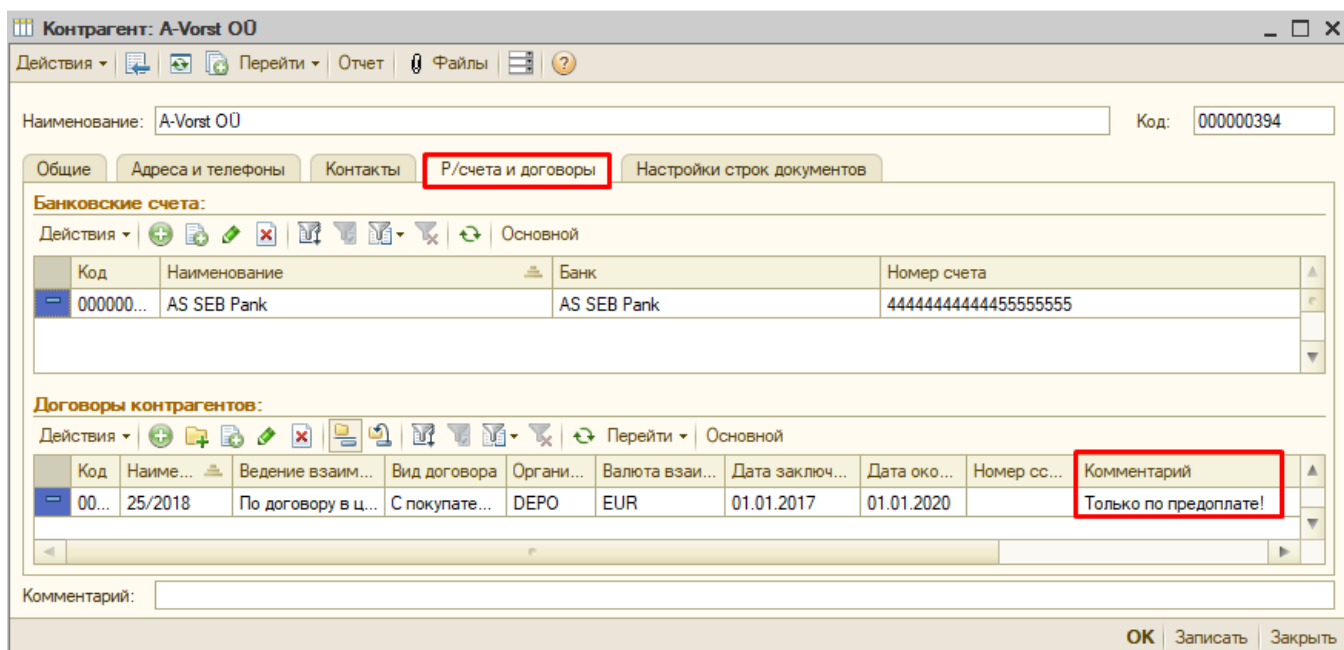 Контрагент: A-Vorst OÜ
Действия Перейти Отчет Файлы
Наименование: A-Vorst OÜ Код: 000000394
Общие Адреса и телефоны Контакты Р/счета и договоры Настройки строк документов
Банковские счета:
Действия Основной
Код Наименование Банк Номер счета
000000... AS SEB Pank AS SEB Pank 44444444444455555555
Договоры контрагентов:
Действия Перейти Основной
Код Наиме... Ведение взаим... Вид договора Органи... Валюта взаи... Дата заключ... Дата око... Номер сс... Комментарий
00... 25/2018 По договору в ц... С покупате... DEPO EUR 01.01.2017 01.01.2020 Только по предоплате!
Комментарий:
ОК Записать Закрыть